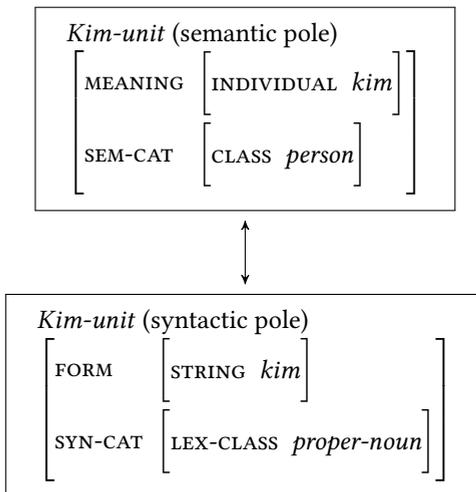 Kim-unit (semantic pole)
MEANING [INDIVIDUAL kim]
SEM-CAT [CLASS person]
Kim-unit (syntactic pole)
FORM [STRING kim]
SYN-CAT [LEX-CLASS proper-noun]